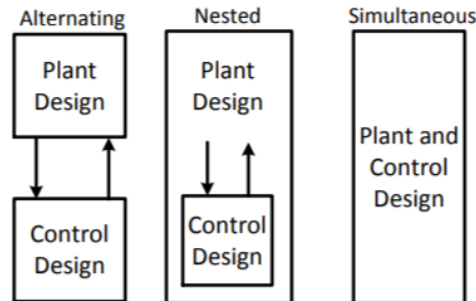 Alternating
Nested
Simultaneous
Plant
Design
Control
Design
Plant
Design
Control
Design
Plant and
Control
Design